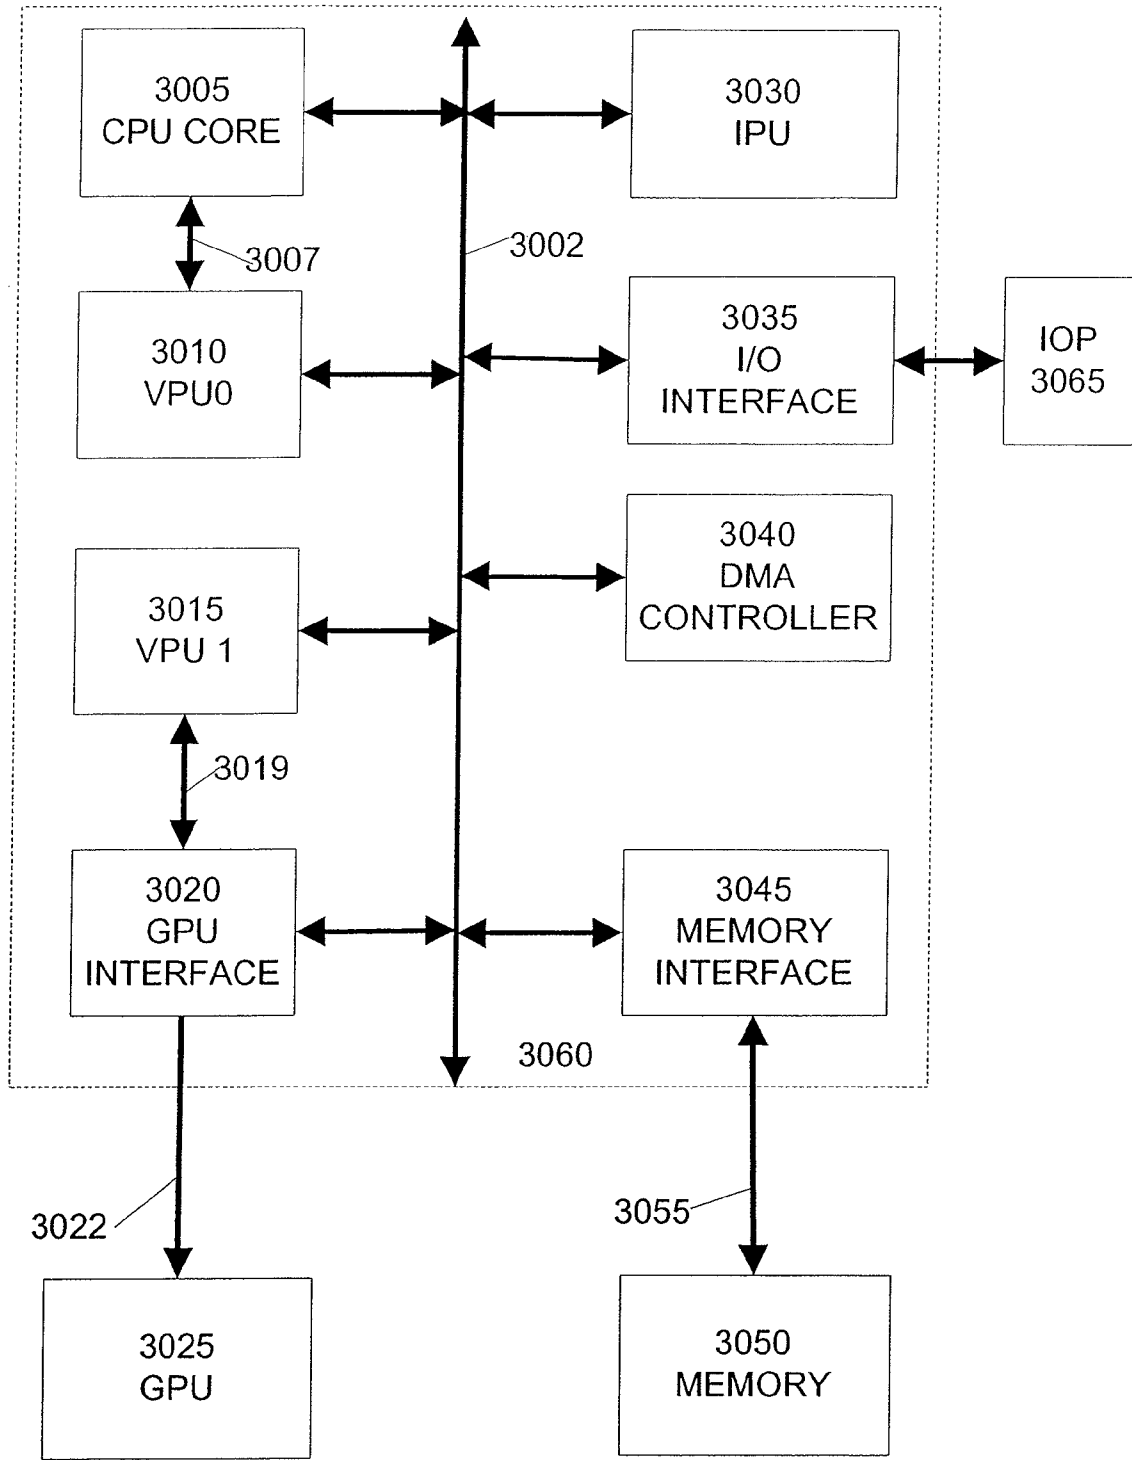 3005
CPU CORE
3030
IPU
3007
3002
3010
VPU0
3035
I/O
INTERFACE
IOP
3065
3015
VPU 1
3040
DMA
CONTROLLER
3019
3020
GPU
INTERFACE
3045
MEMORY
INTERFACE
3060
3022
3055
3025
GPU
3050
MEMORY